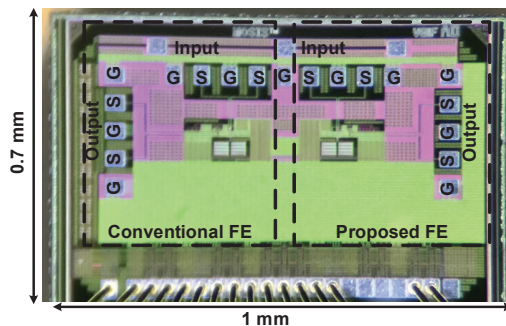 Input Input
G G S G S G S G S G G
S S
G G
S S
G G
Output Output
Conventional FE Proposed FE
0.7 mm
1 mm